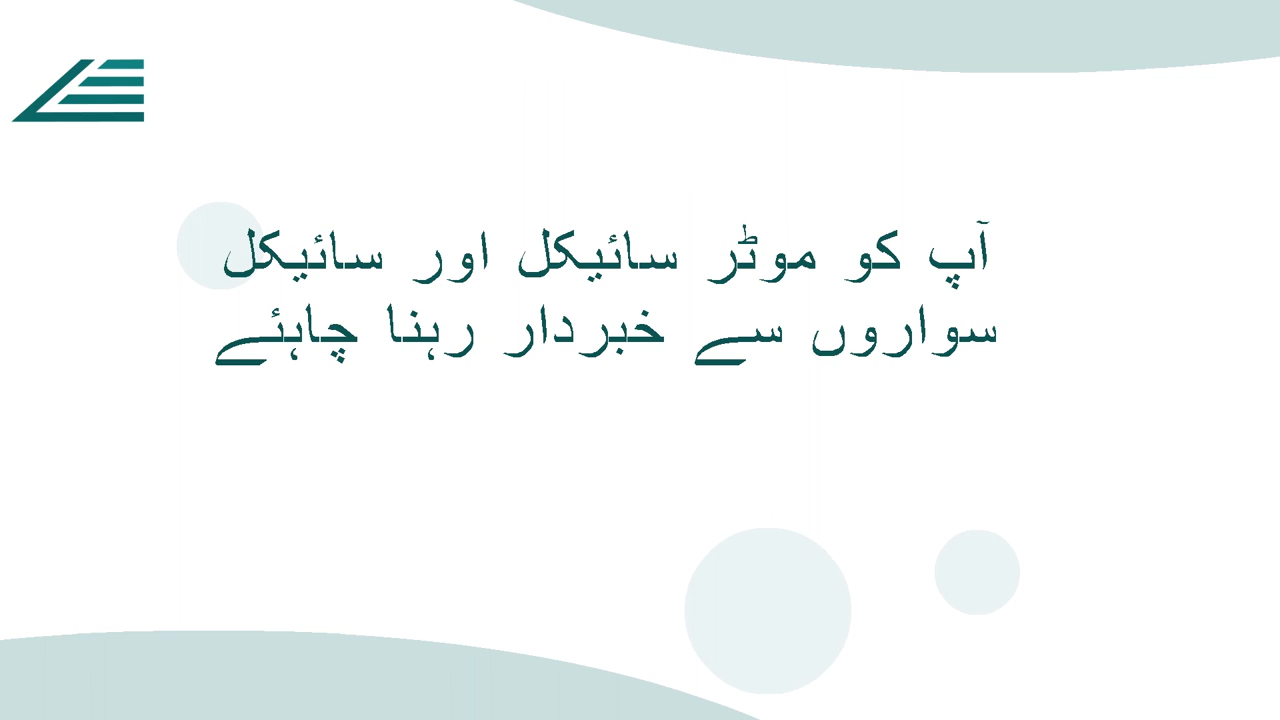 آپ کو موٹر سائیکل اور سائیکل
سواروں سے خبردار رہنا چاہئے